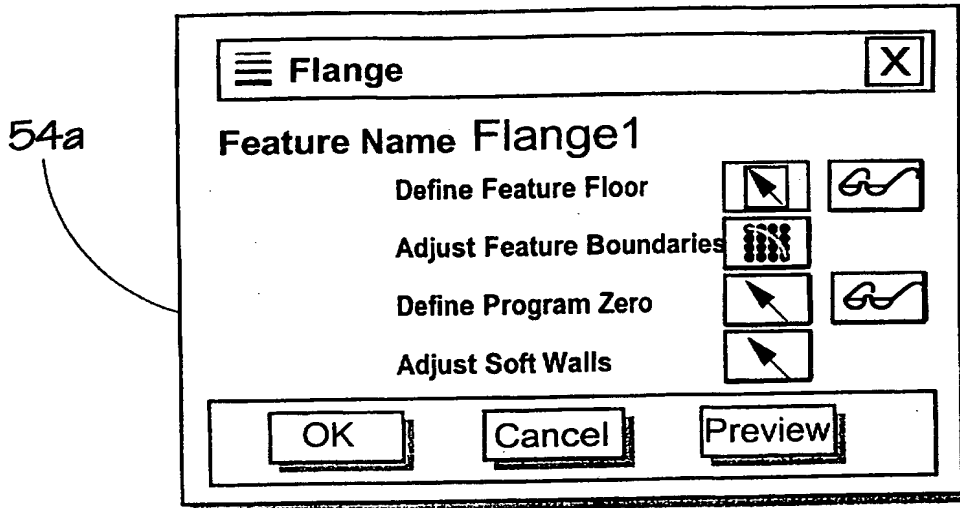 Flange X
54a
Feature Name Flange1
Define Feature Floor
Adjust Feature Boundaries
Define Program Zero
Adjust Soft Walls
OK Cancel Preview